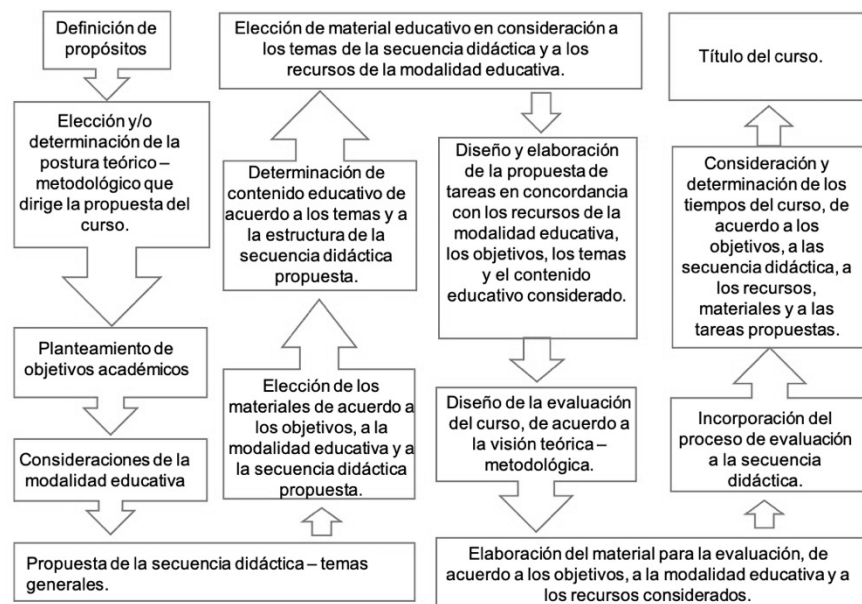 Definición de
propósitos
Elección y/o
determinación de la
postura teórico –
metodológico que
dirige la propuesta del
curso.
Planteamiento de
objetivos académicos
Consideraciones de la
modalidad educativa
Propuesta de la secuencia didáctica – temas
generales.
Elección de los
materiales de acuerdo a
los objetivos, a la
modalidad educativa y a
la secuencia didáctica
propuesta.
Determinación de
contenido educativo de
acuerdo a los temas y a
la estructura de la
secuencia didáctica
propuesta.
Elección de material educativo en consideración a
los temas de la secuencia didáctica y a los
recursos de la modalidad educativa.
Diseño y elaboración
de la propuesta de
tareas en concordancia
con los recursos de la
modalidad educativa,
los objetivos, los temas
y el contenido
educativo considerado.
Diseño de la evaluación
del curso, de acuerdo a
la visión teórica –
metodológica.
Elaboración del material para la evaluación, de
acuerdo a los objetivos, a la modalidad educativa y a
los recursos considerados.
Incorporación del
proceso de evaluación
a la secuencia
didáctica.
Consideración y
determinación de los
tiempos del curso, de
acuerdo a los
objetivos, a las
secuencia didáctica, a
los recursos,
materiales y a las
tareas propuestas.
Título del curso.